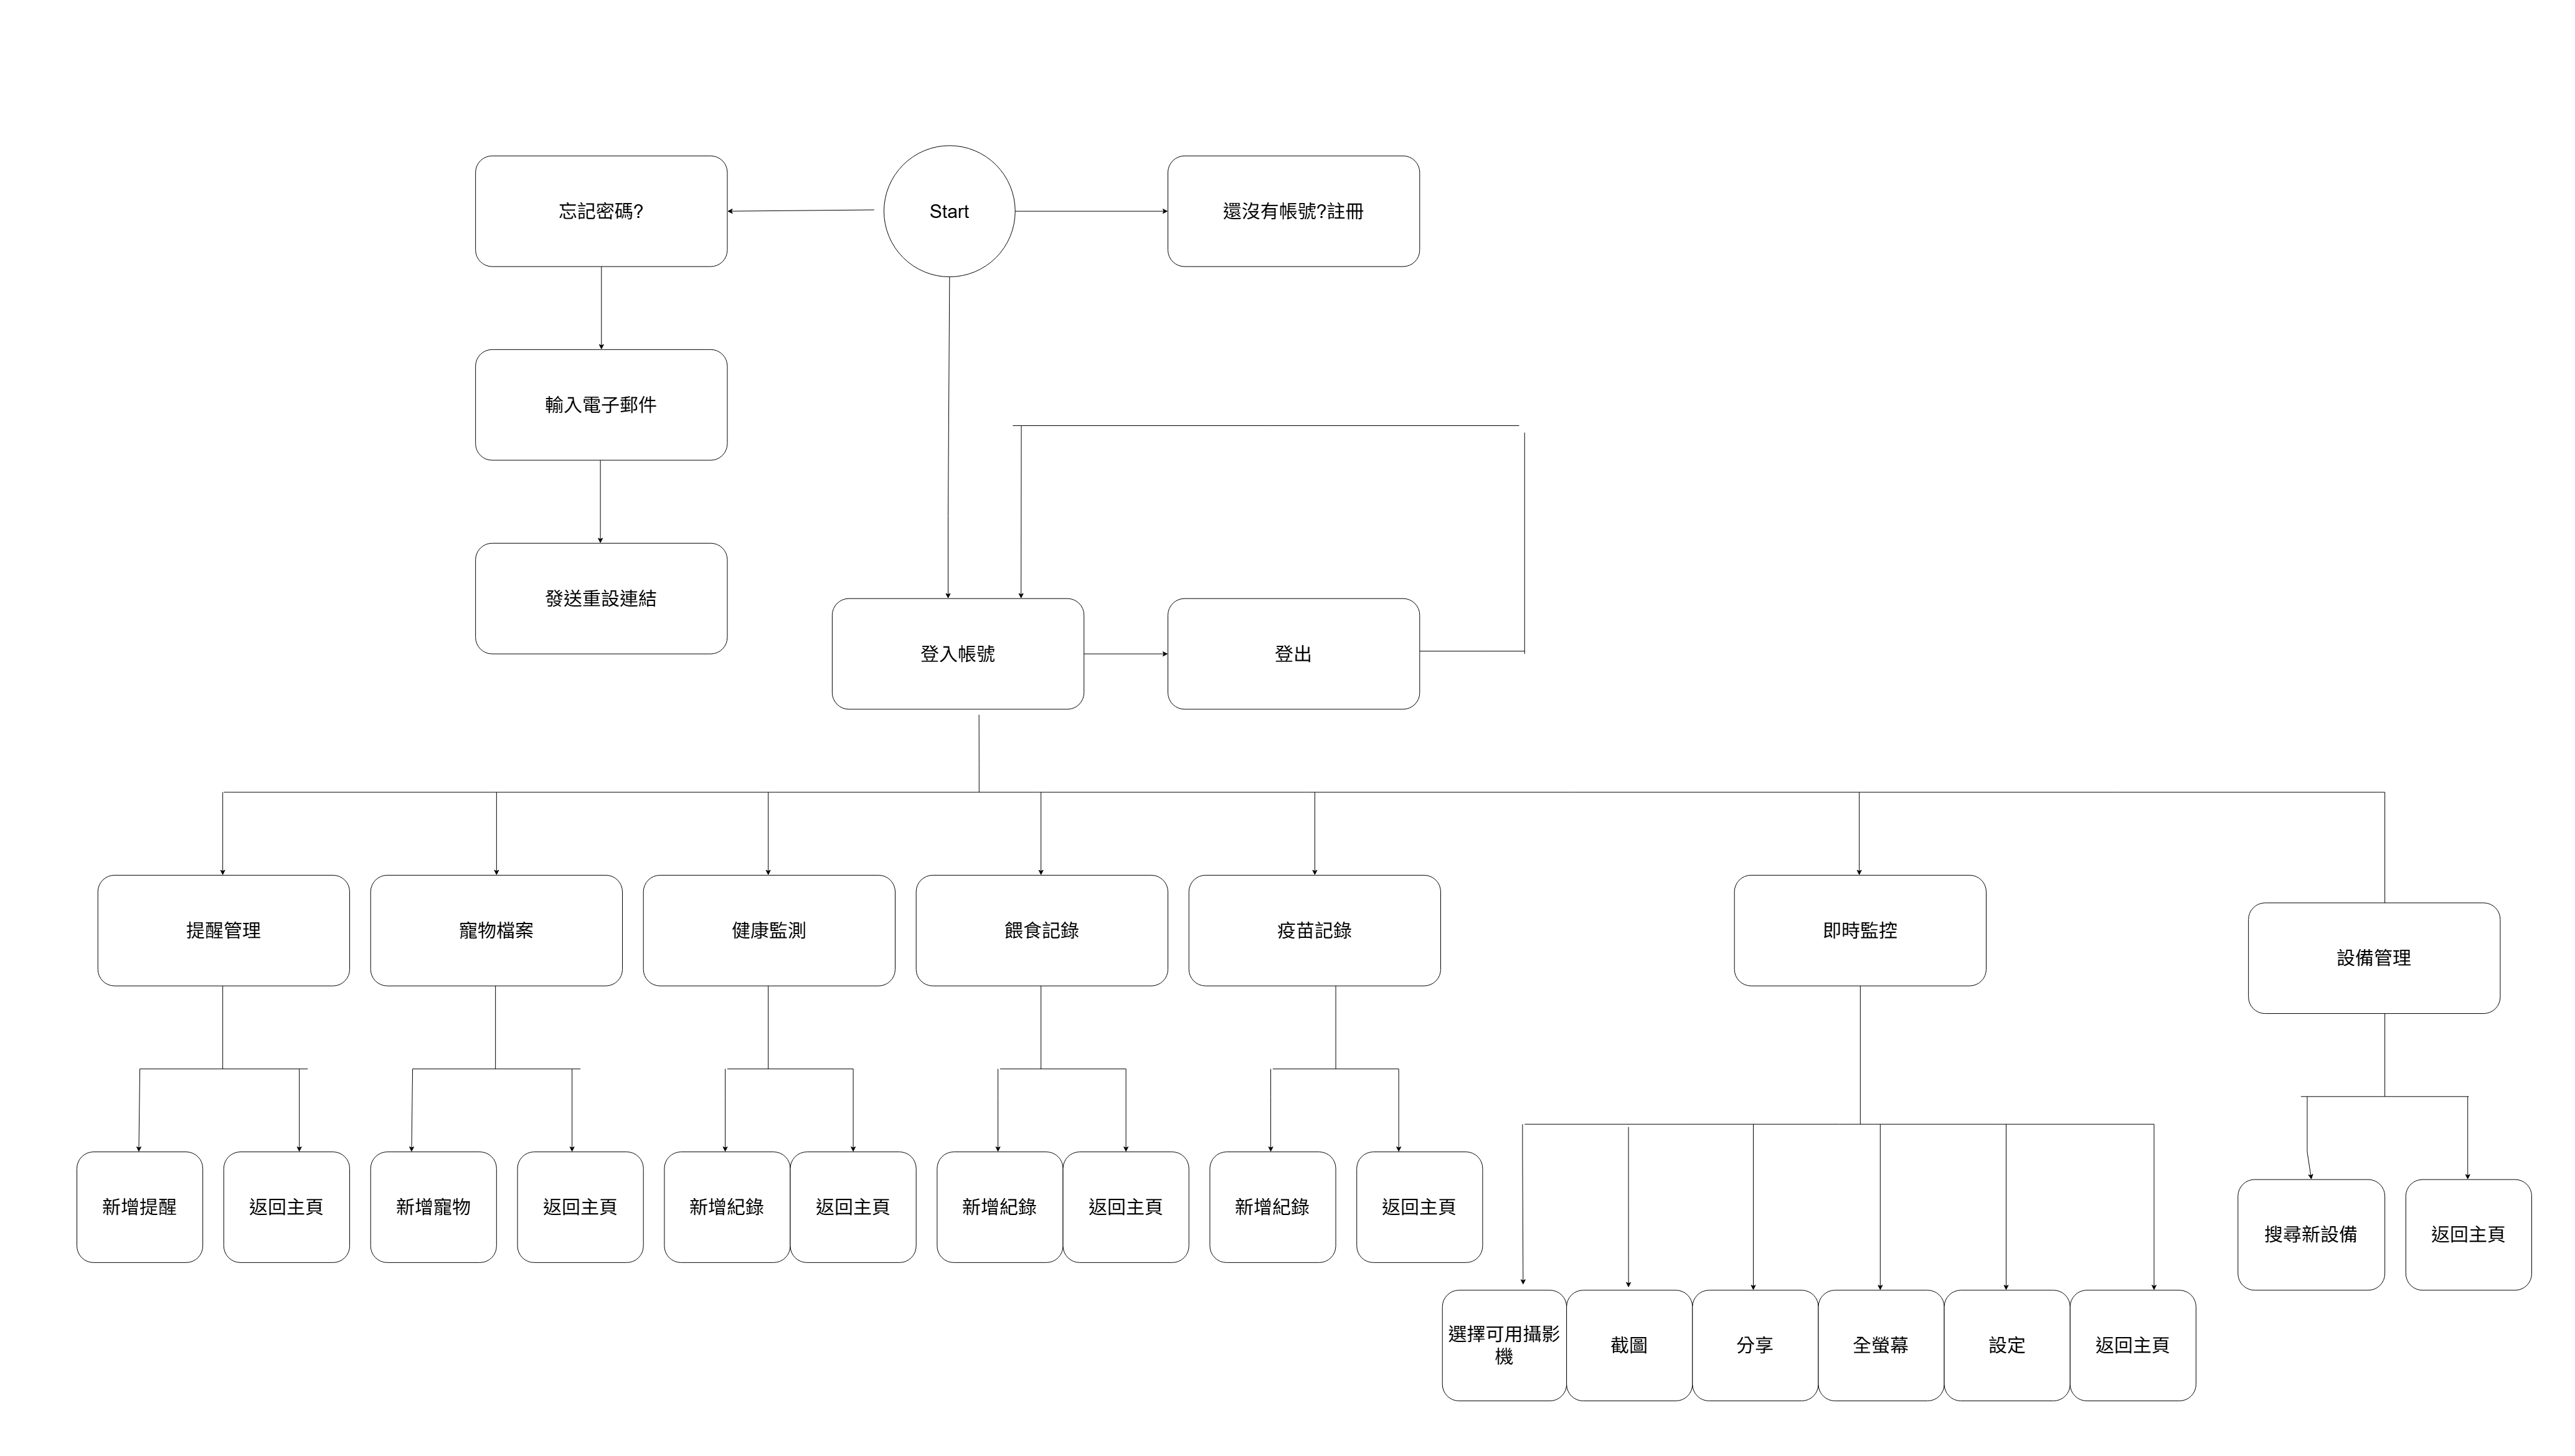 忘記密碼?
Start
還沒有帳號?註冊
輸入電子郵件
發送重設連結
登入帳號
登出
提醒管理
寵物檔案
健康監測
餵食記錄
疫苗記錄
即時監控
設備管理
新增提醒
返回主頁
新增寵物
返回主頁
新增紀錄
返回主頁
新增紀錄
返回主頁
新增紀錄
返回主頁
搜尋新設備
返回主頁
選擇可用攝影
機
截圖
分享
全螢幕
設定
返回主頁